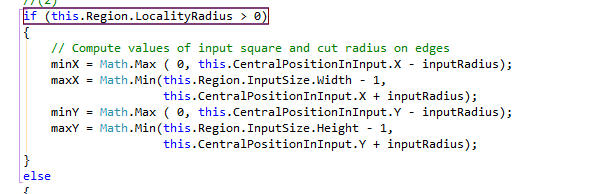 //(2)
if (this.Region.LocalityRadius > 0)
{
// Compute values of input square and cut radius on edges
minX = Math.Max ( 0, this.CentralPositionInInput.X - inputRadius);
maxX = Math.Min(this.Region.InputSize.Width - 1,
this.CentralPositionInInput.X + inputRadius);
minY = Math.Max ( 0, this.CentralPositionInInput.Y - inputRadius);
maxY = Math.Min(this.Region.InputSize.Height - 1,
this.CentralPositionInInput.Y + inputRadius);
}
else
{